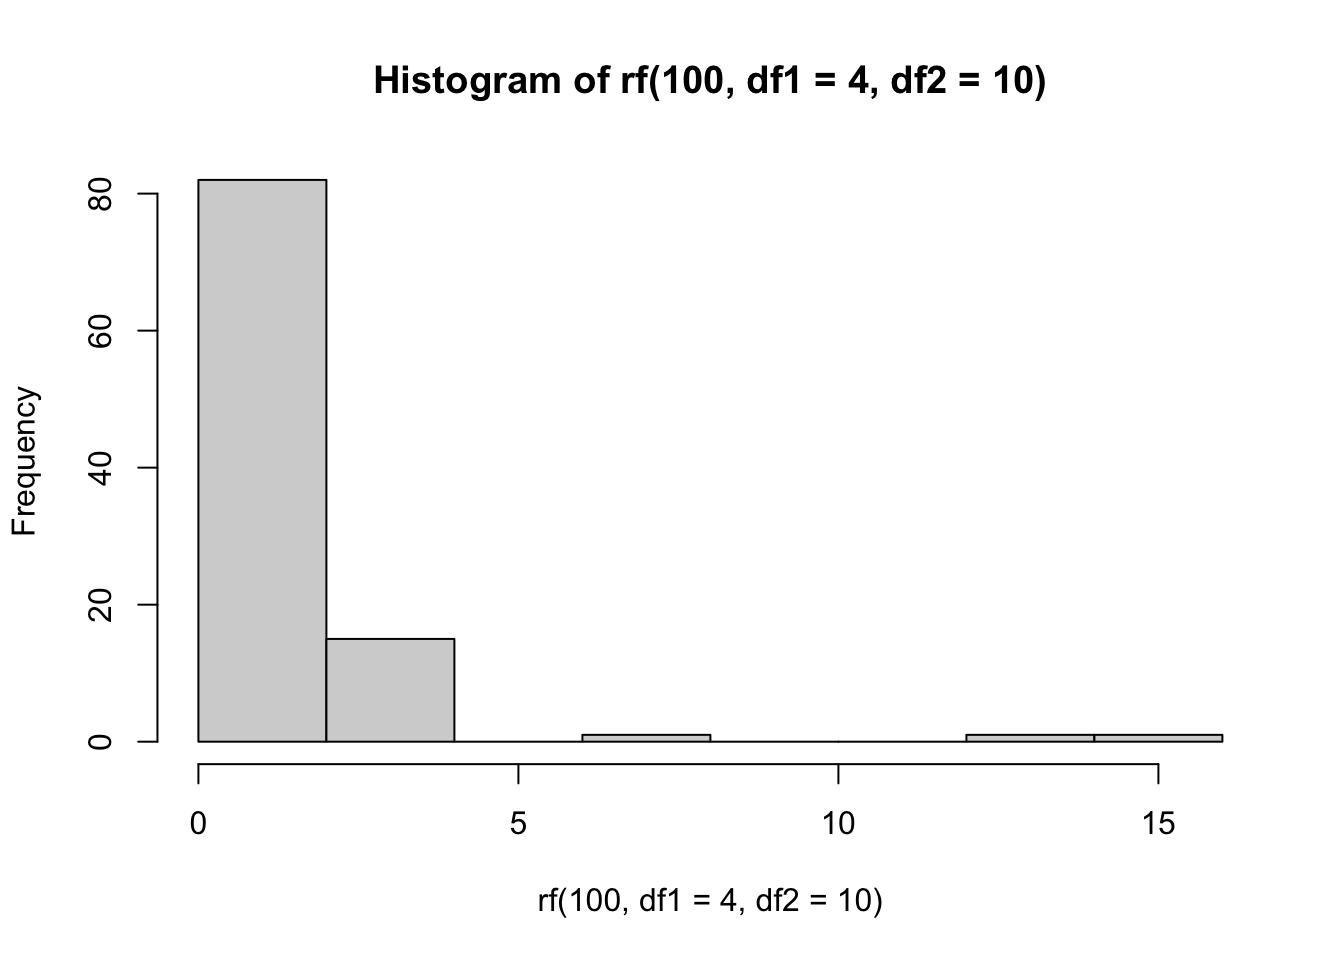 Histogram of rf(100, df1 = 4, df2 = 10)
Frequency
80
60
40
20
0
0 5 10 15
rf(100, df1 = 4, df2 = 10)